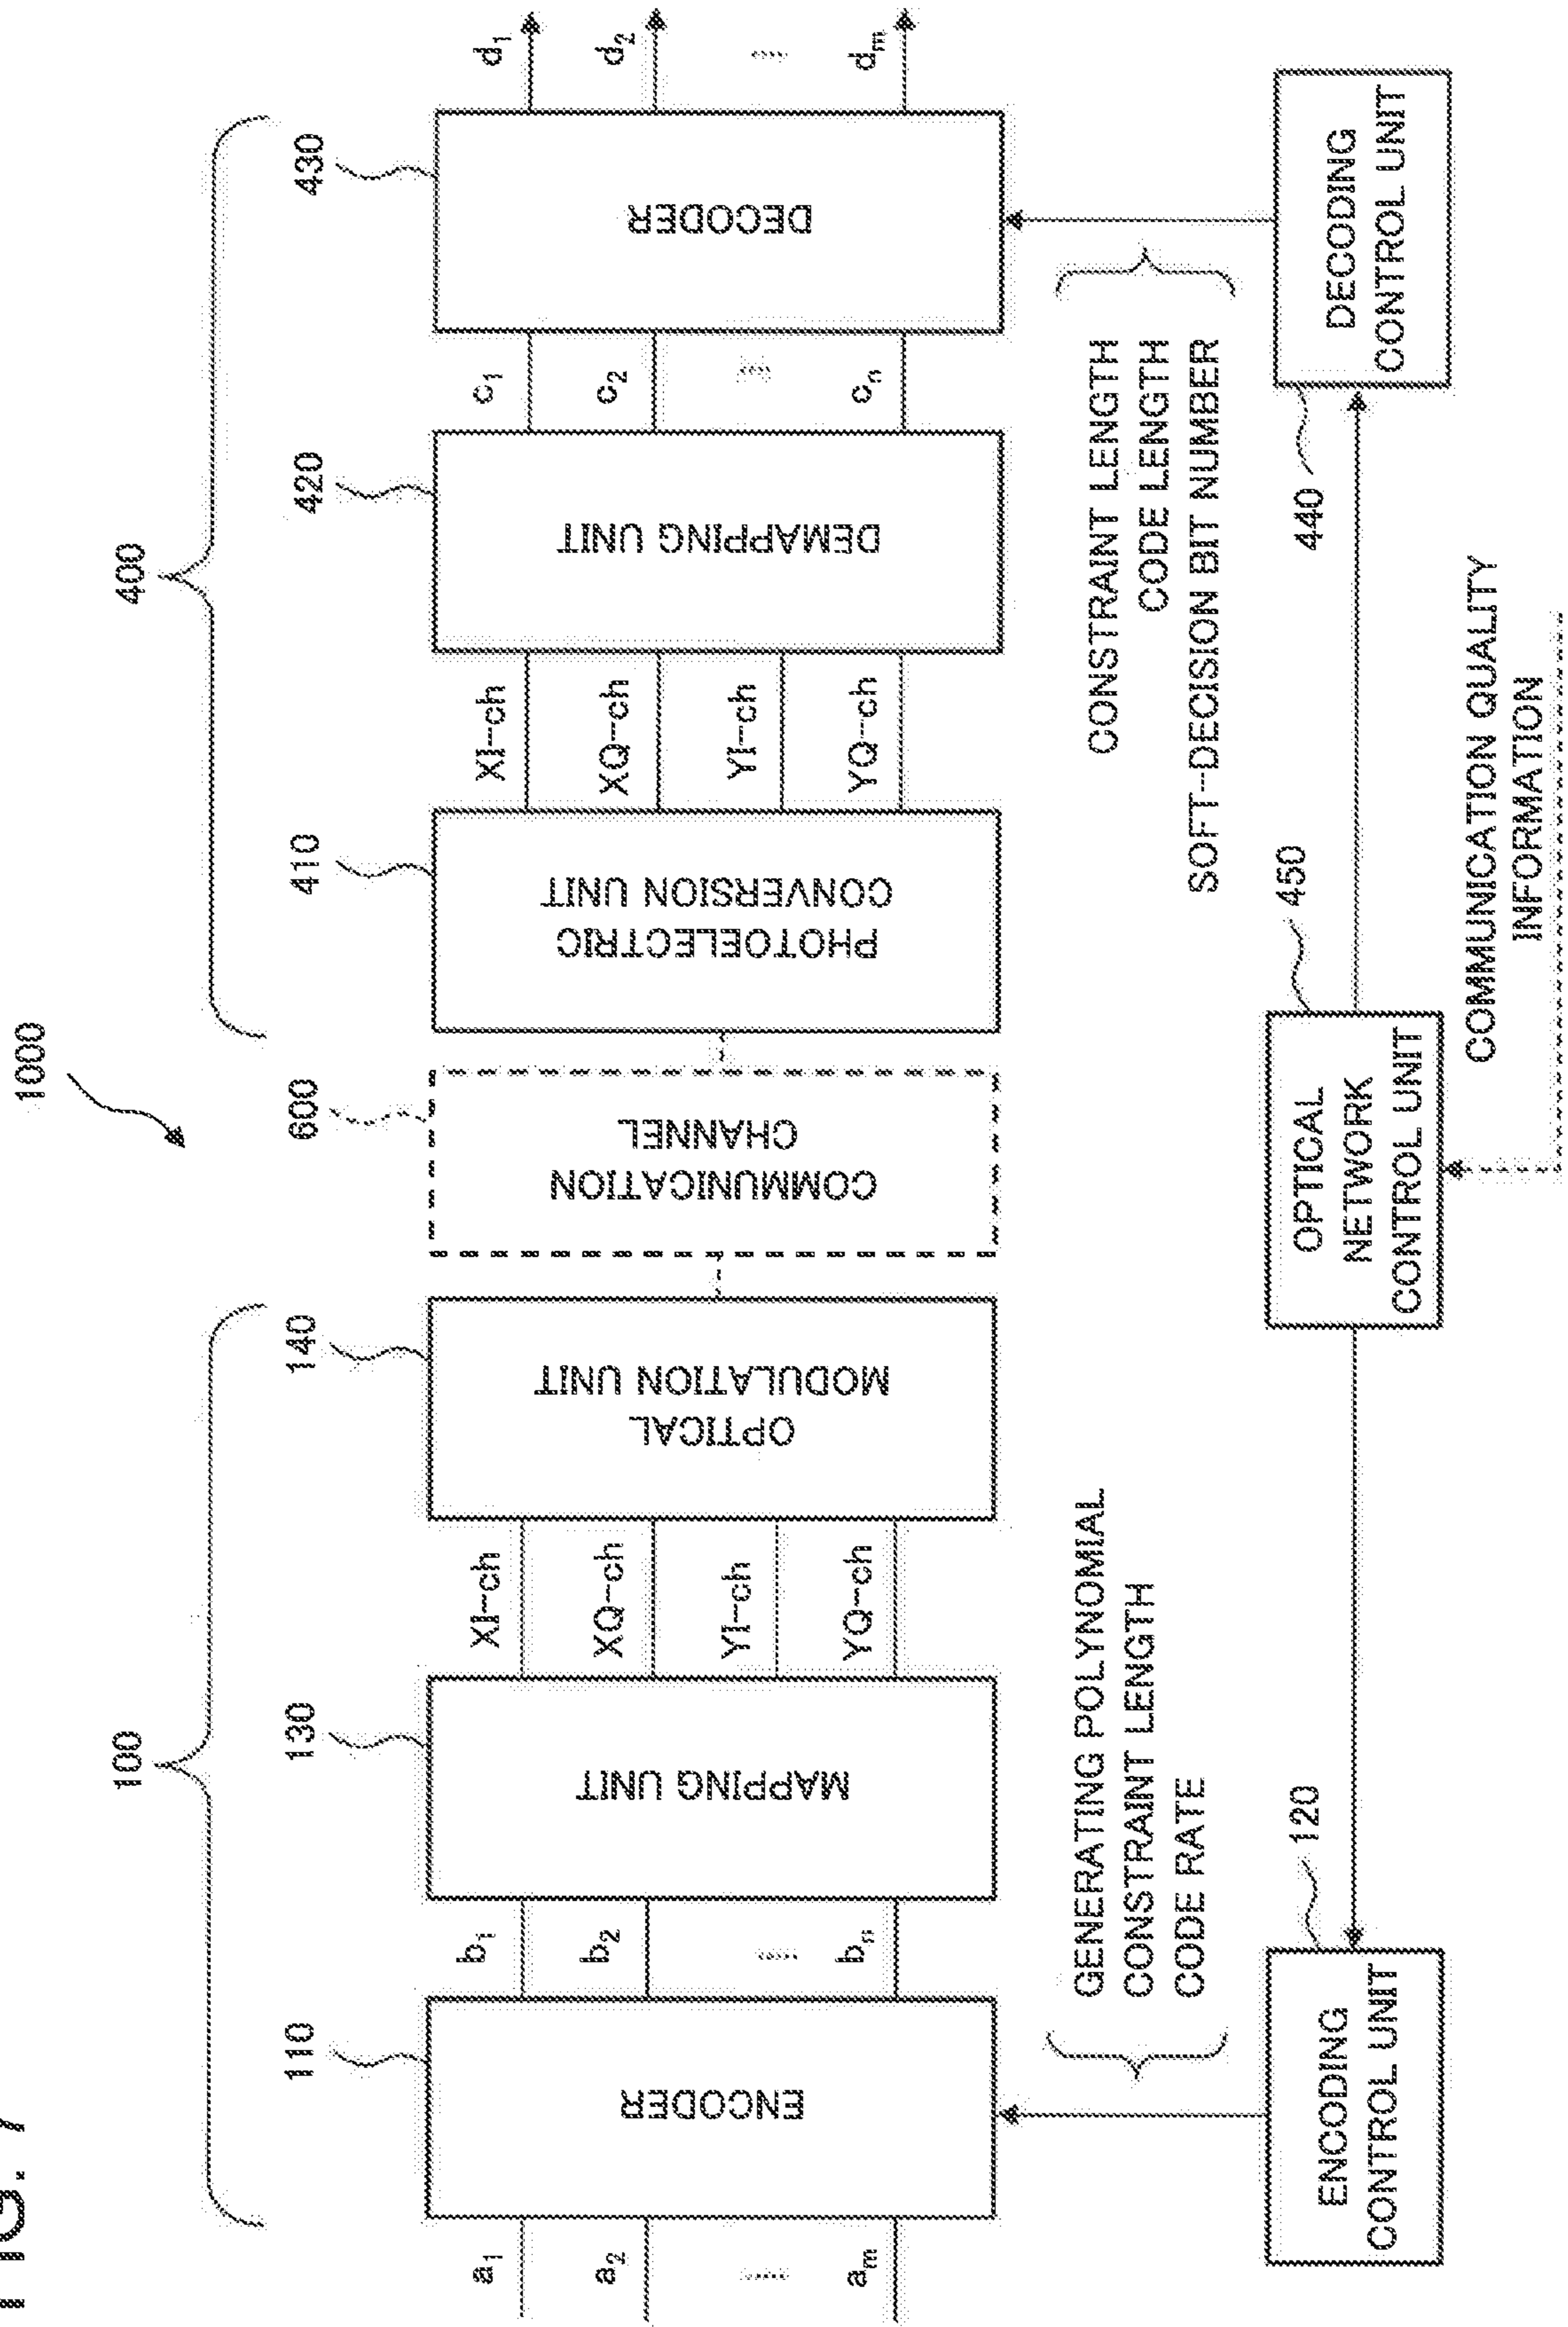 FIG. 7
1000
100
400
110
130
140
600
410
420
430
a1
a2
.....
am
ENCODER
b1
b2
.....
bn
MAPPING UNIT
XI-ch
XQ-ch
YI-ch
YQ-ch
OPTICAL
MODULATION UNIT
COMMUNICATION
CHANNEL
PHOTOELECTRIC
CONVERSION UNIT
XI-ch
XQ-ch
YI-ch
YQ-ch
DEMAPPING UNIT
c1
c2
.....
cn
DECODER
d1
d2
.....
dm
GENERATING POLYNOMIAL
CONSTRAINT LENGTH
CODE RATE
CONSTRAINT LENGTH
CODE LENGTH
SOFT-DECISION BIT NUMBER
120
ENCODING
CONTROL UNIT
450
OPTICAL
NETWORK
CONTROL UNIT
440
DECODING
CONTROL UNIT
COMMUNICATION QUALITY
INFORMATION